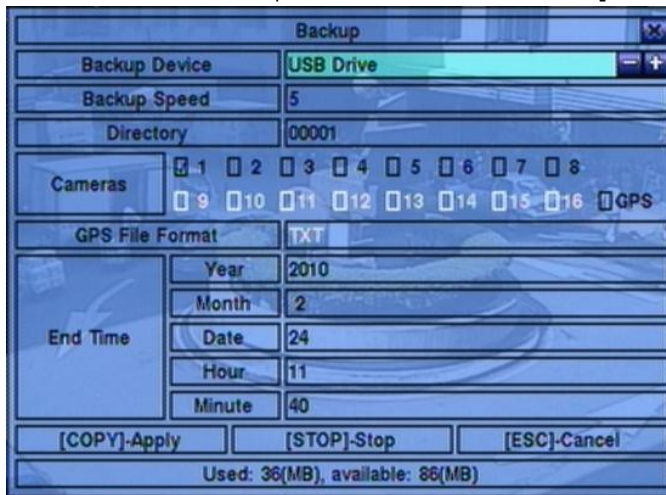 Backup
Backup Device USB Drive
Backup Speed 5
Directory 00001
Cameras
1 2 3 4 5 6 7 8
9 10 11 12 13 14 15 16 GPS
GPS File Format TXT
End Time
Year 2010
Month 2
Date 24
Hour 11
Minute 40
[COPY]-Apply [STOP]-Stop [ESC]-Cancel
Used: 36(MB), available: 86(MB)